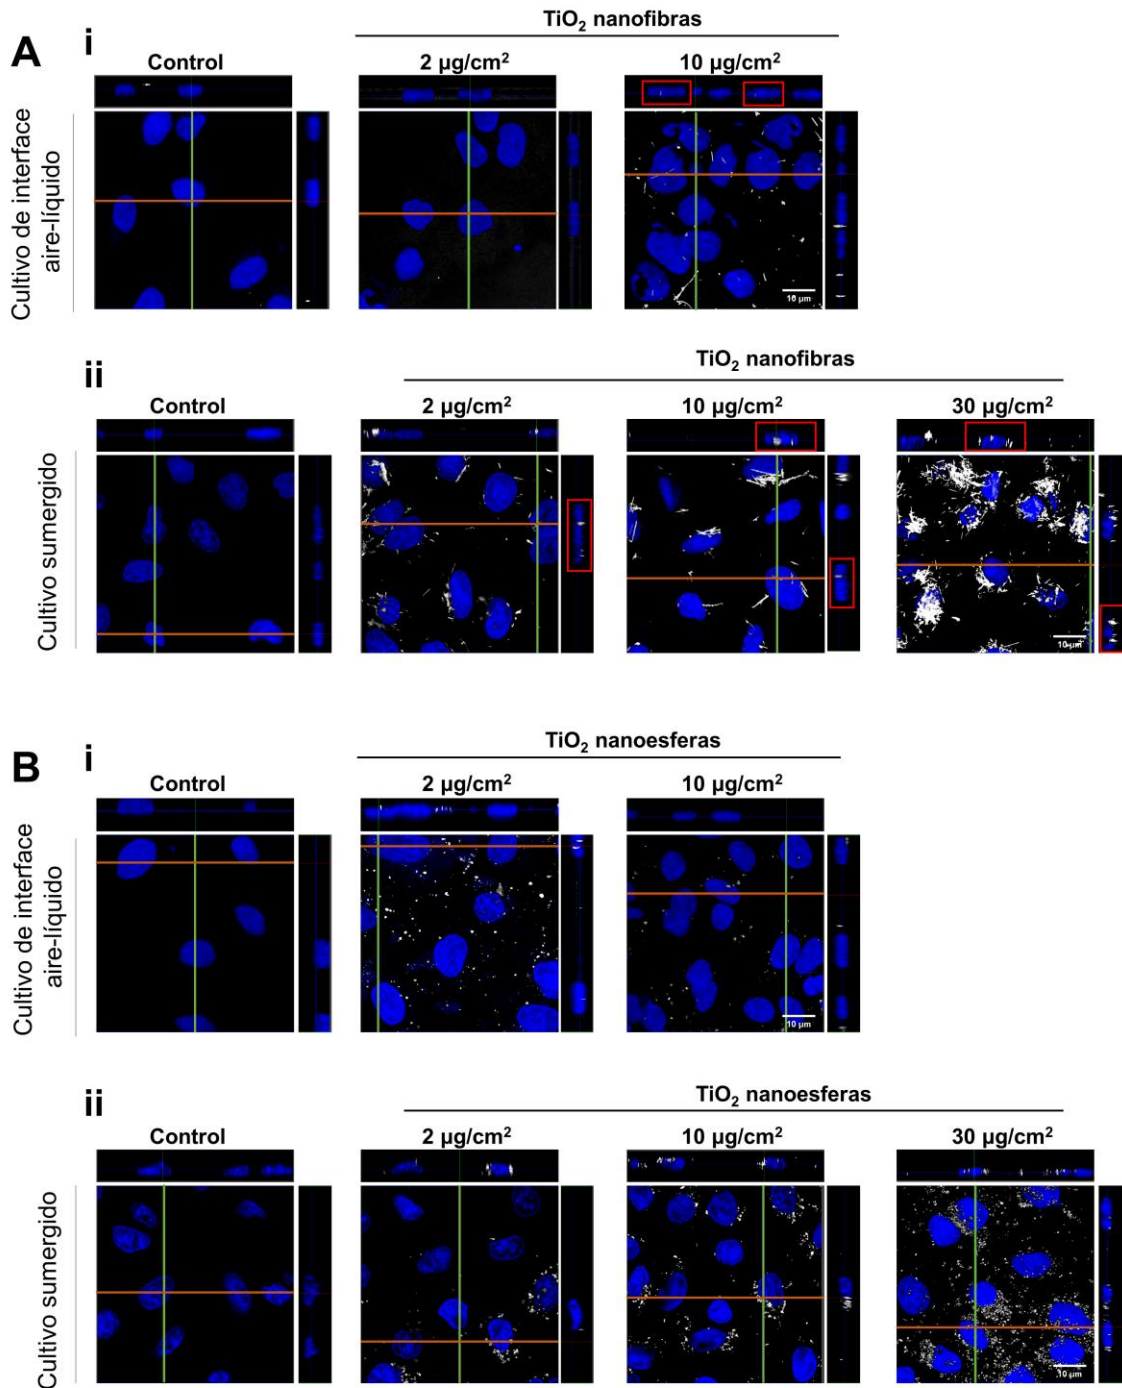 A
i
TiO₂ nanofibras
Control
2 µg/cm²
10 µg/cm²
Cultivo de interface
aire-líquido
10 µm
ii
TiO₂ nanofibras
Control
2 µg/cm²
10 µg/cm²
30 µg/cm²
Cultivo sumergido
10 µm
B
i
TiO₂ nanoesferas
Control
2 µg/cm²
10 µg/cm²
Cultivo de interface
aire-líquido
10 µm
ii
TiO₂ nanoesferas
Control
2 µg/cm²
10 µg/cm²
30 µg/cm²
Cultivo sumergido
10 µm